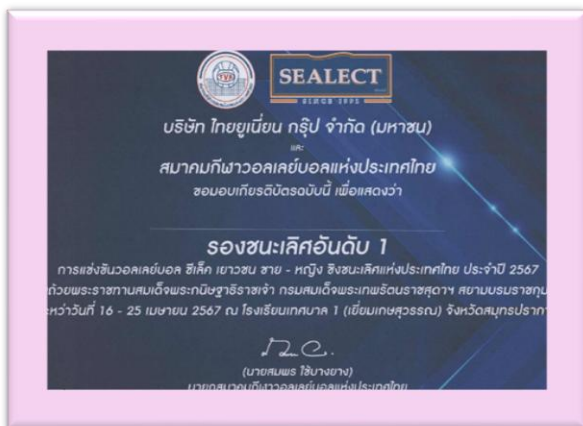 TVA
SEALECT
SINCE 1991
บริษัท ไทยยูเนี่ยน กรุ๊ป จำกัด (มหาชน)
และ
สมาคมกีฬาวอลเลย์บอลแห่งประเทศไทย
ขอมอบเกียรติบัตรฉบับนี้ เพื่อแสดงว่า
รองชนะเลิศอันดับ 1
การแข่งขันวอลเลย์บอล ซีเล็ค เยาวชน ชาย - หญิง ชิงชนะเลิศแห่งประเทศไทย ประจำปี 2567
ถ้วยพระราชทานสมเด็จพระกนิษฐาธิราชเจ้า กรมสมเด็จพระเทพรัตนราชสุดาฯ สยามบรมราชกุม
หว่าวันที่ 16 - 25 เมษายน 2567 ณ โรงเรียนเทศบาล 1 (เยี่ยมเกษสุวรรณ) จังหวัดสมุทรปราก
(นายสมพร ใช้บางยาง)
นายกสมาคมกีฬาวอลเลย์บอลแห่งประเทศไทย